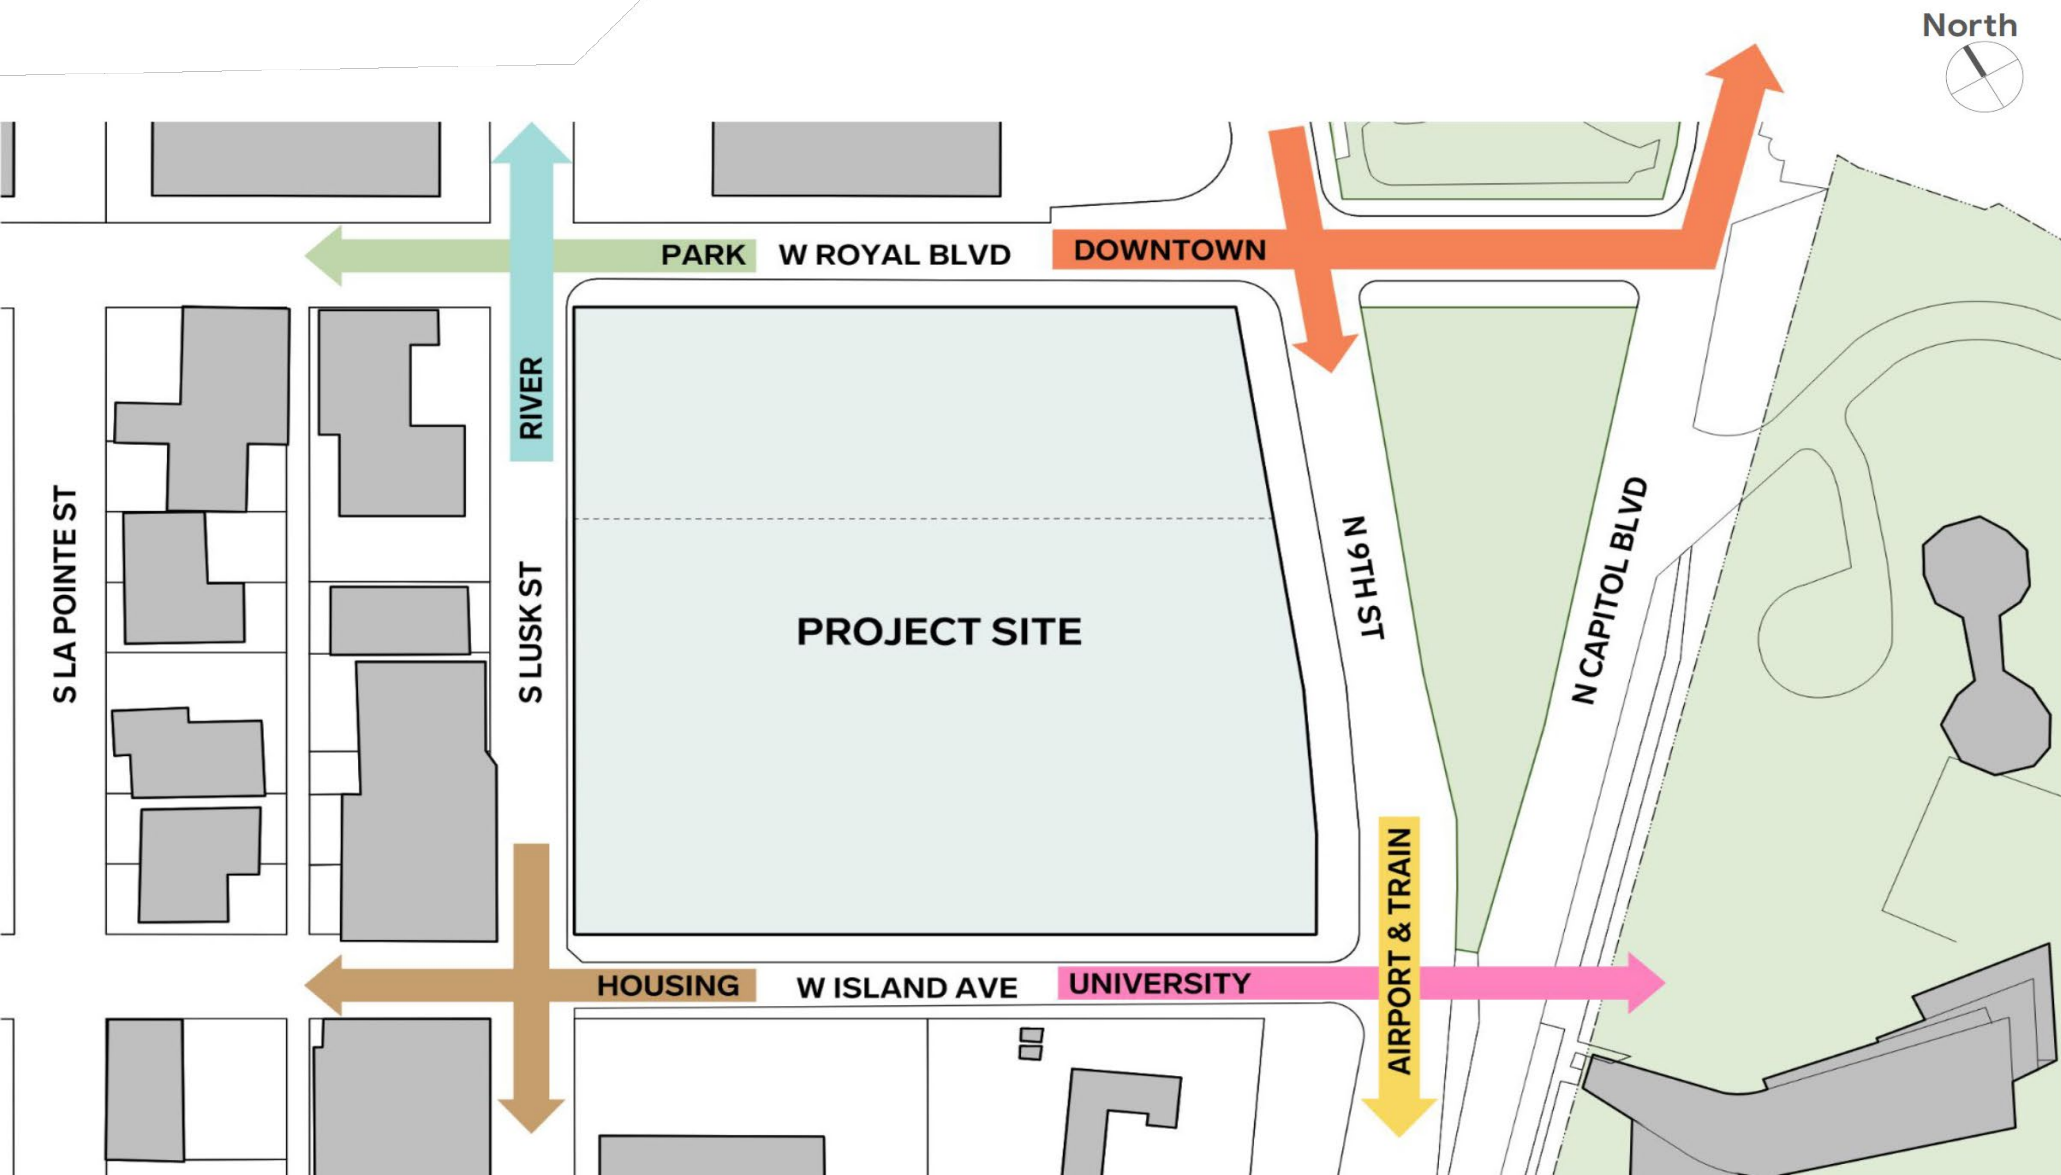 North
PARK
W ROYAL BLVD
DOWNTOWN
RIVER
S LA POINTE ST
S LUSK ST
PROJECT SITE
N 9TH ST
N CAPITOL BLVD
AIRPORT & TRAIN
HOUSING
W ISLAND AVE
UNIVERSITY